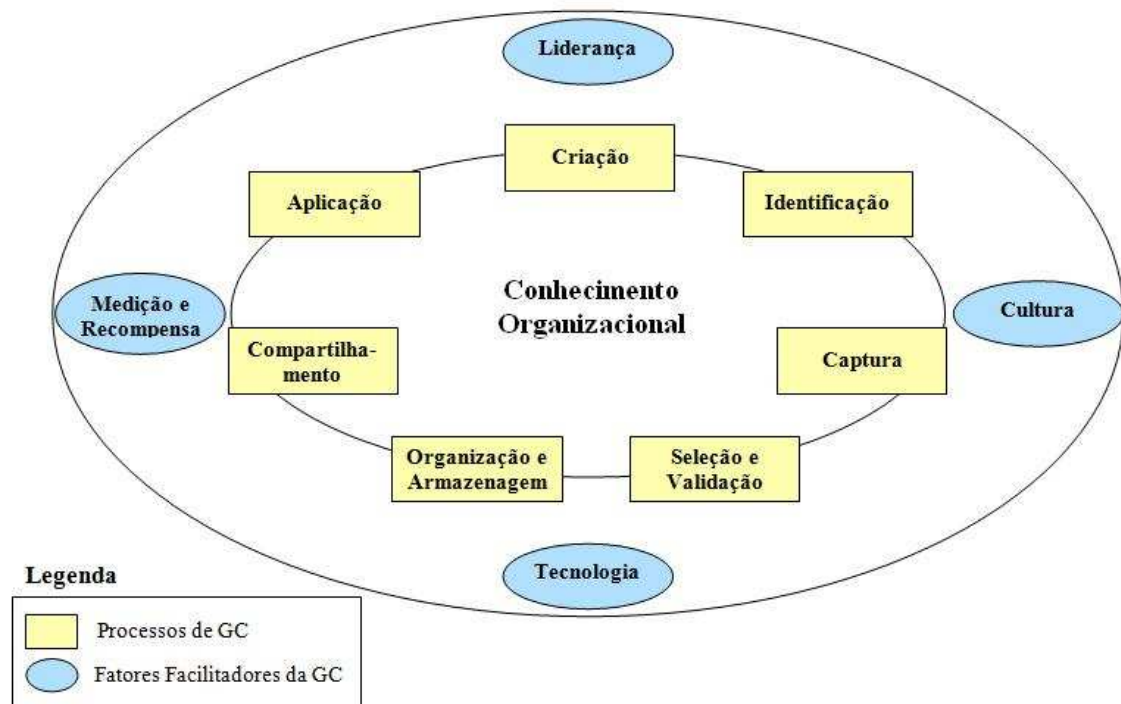 Liderança
Criação
Aplicação
Identificação
Conhecimento
Organizacional
Medição e
Recompensa
Cultura
Compartilha-
mento
Captura
Organização e
Armazenagem
Seleção e
Validação
Tecnologia
Legenda
Processos de GC
Fatores Facilitadores da GC